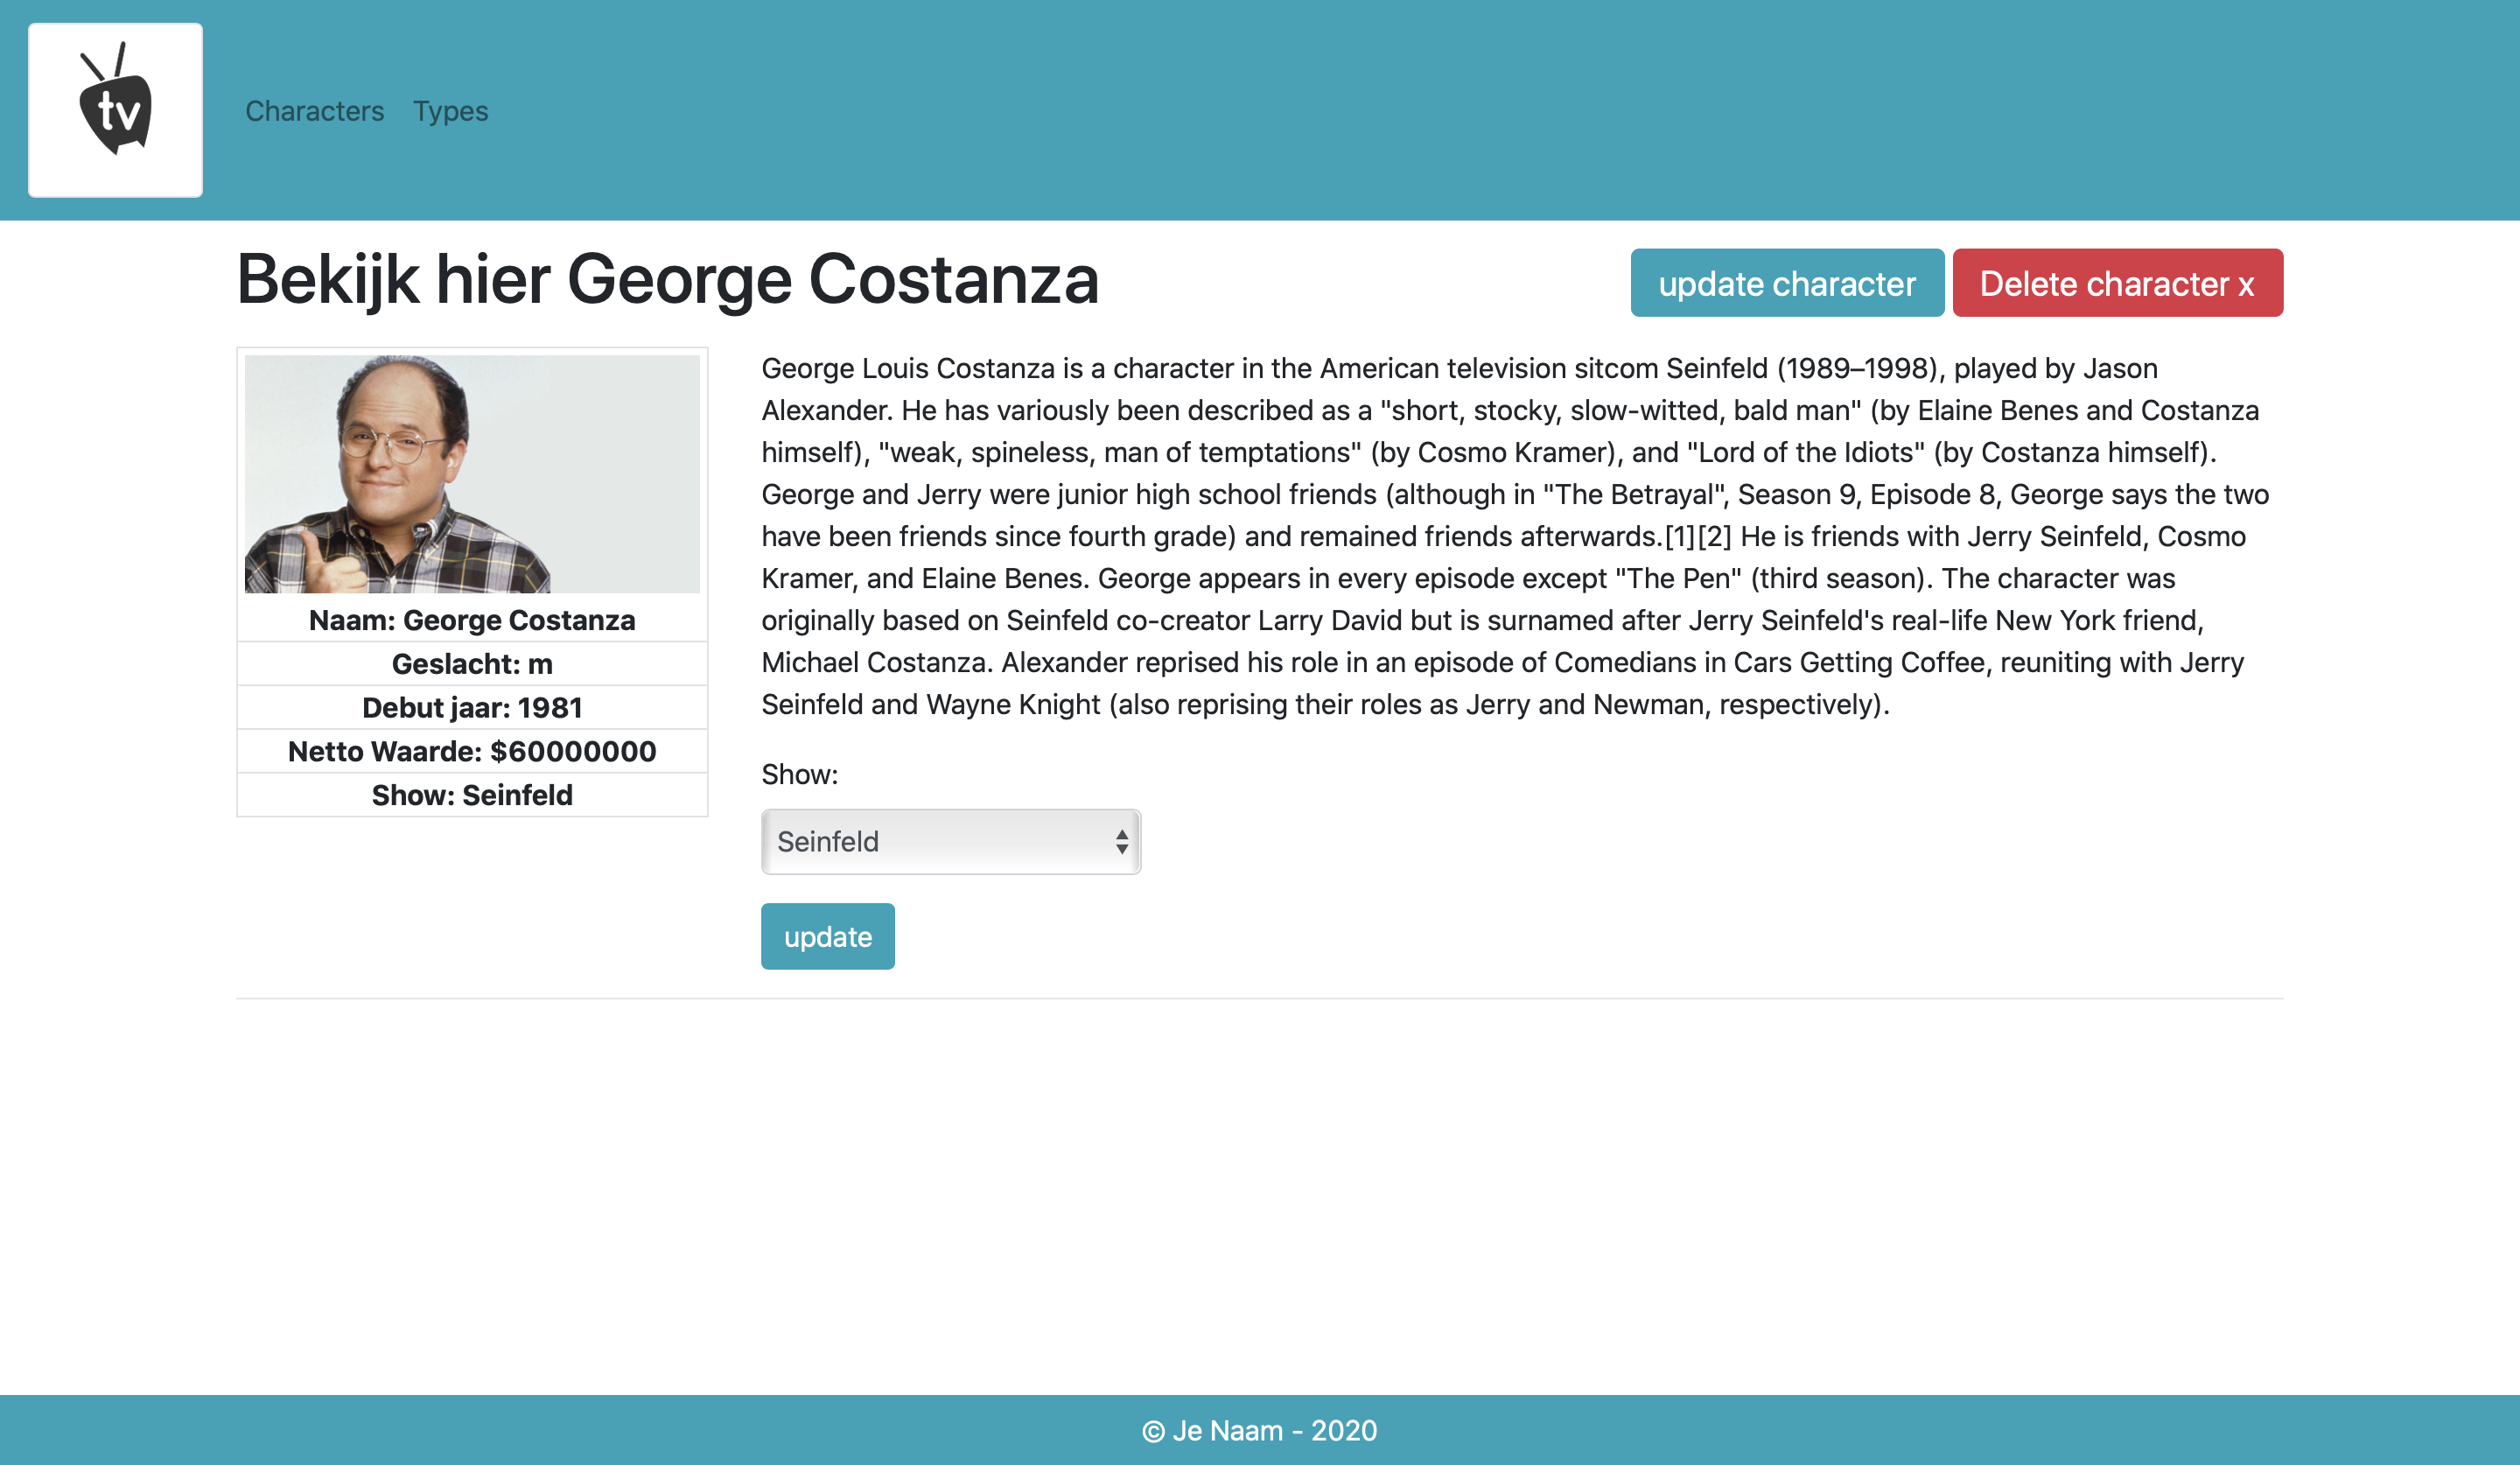 tv
Characters Types
Bekijk hier George Costanza
update character Delete character x
Naam: George Costanza
Geslacht: m
Debut jaar: 1981
Netto Waarde: $60000000
Show: Seinfeld
George Louis Costanza is a character in the American television sitcom Seinfeld (1989–1998), played by Jason
Alexander. He has variously been described as a "short, stocky, slow-witted, bald man" (by Elaine Benes and Costanza
himself), "weak, spineless, man of temptations" (by Cosmo Kramer), and "Lord of the Idiots" (by Costanza himself).
George and Jerry were junior high school friends (although in "The Betrayal", Season 9, Episode 8, George says the two
have been friends since fourth grade) and remained friends afterwards.[1][2] He is friends with Jerry Seinfeld, Cosmo
Kramer, and Elaine Benes. George appears in every episode except "The Pen" (third season). The character was
originally based on Seinfeld co-creator Larry David but is surnamed after Jerry Seinfeld's real-life New York friend,
Michael Costanza. Alexander reprised his role in an episode of Comedians in Cars Getting Coffee, reuniting with Jerry
Seinfeld and Wayne Knight (also reprising their roles as Jerry and Newman, respectively).
Show:
Seinfeld
update
© Je Naam - 2020